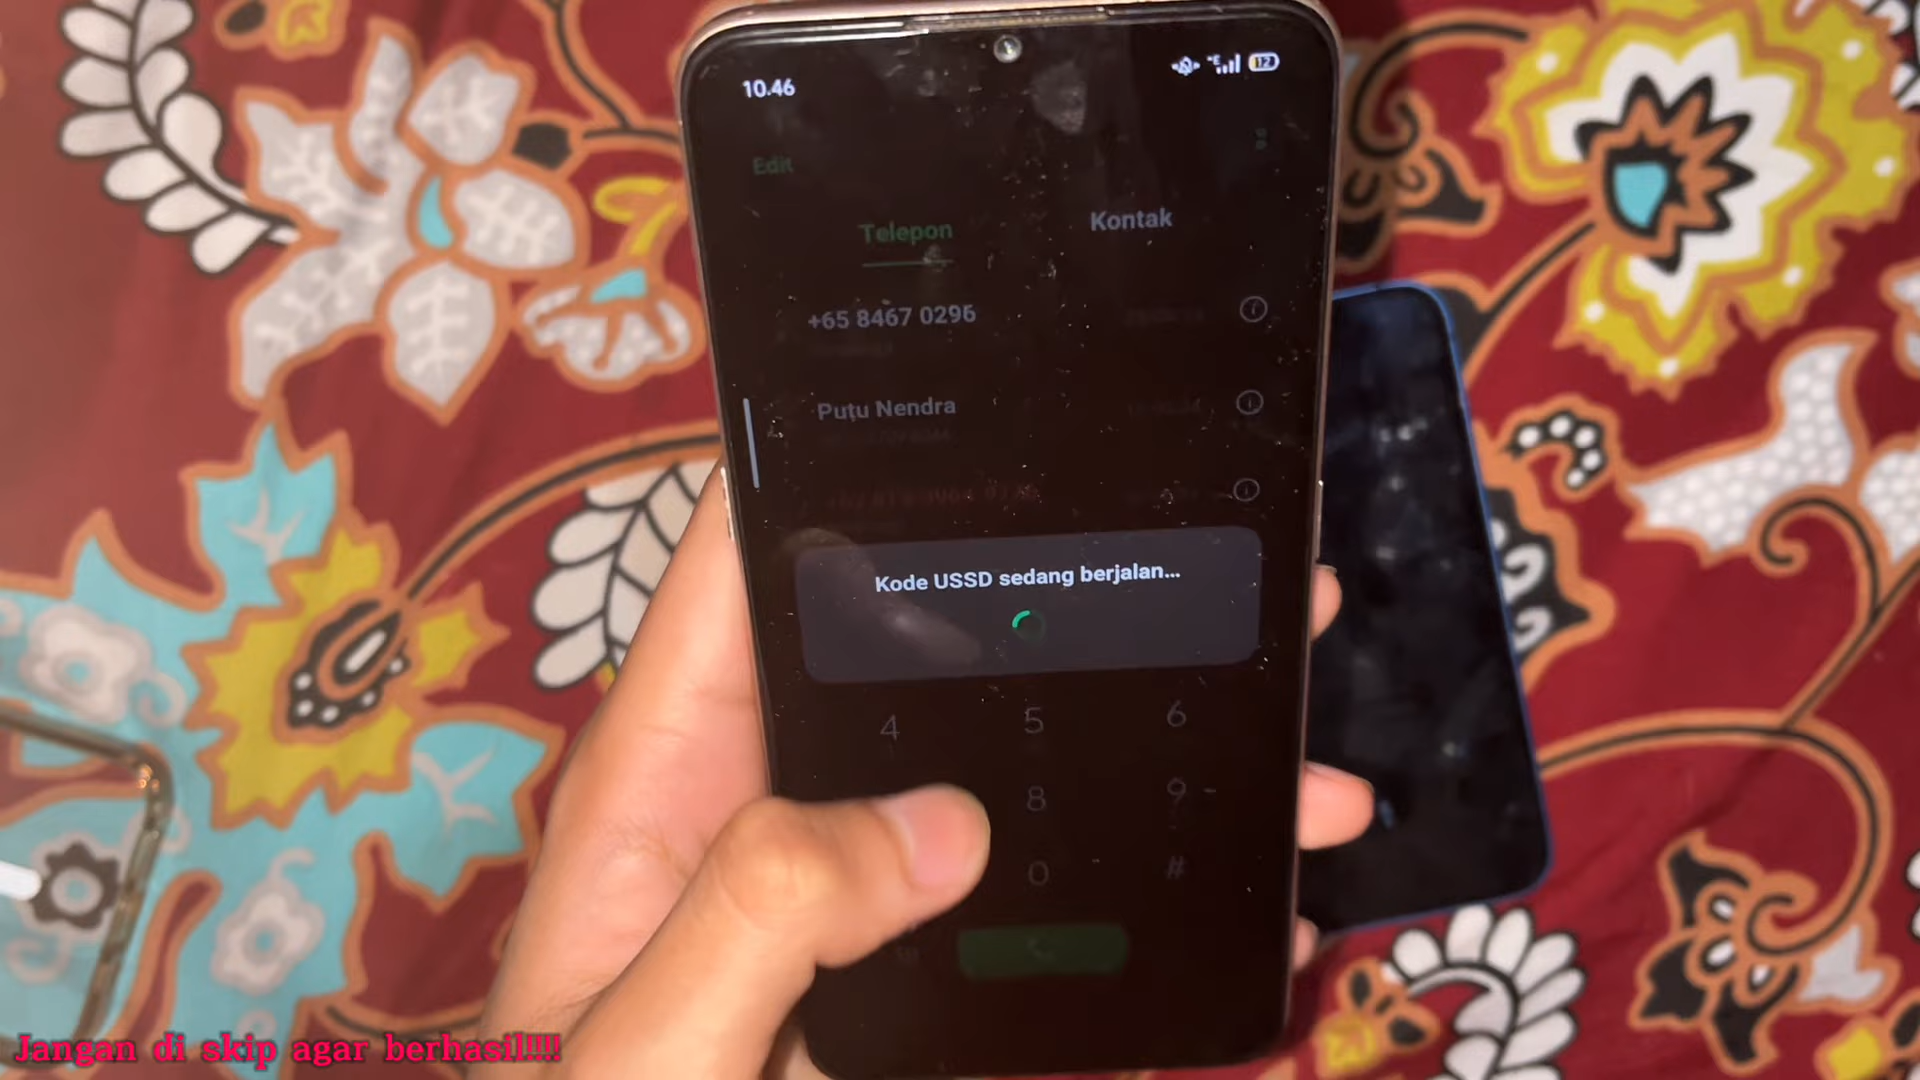 10.46
12
Edit
Telepon
Kontak
+65 8467 0296
Putu Nendra
Kode USSD sedang berjalan...
4 5 6
8 9
0 #
Jangan di skip agar berhasil!!!!